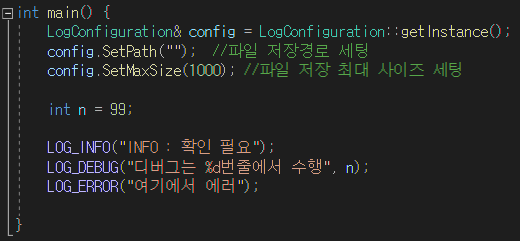 int main() {
LogConfiguration& config = LogConfiguration::getInstance();
config.SetPath(""); //파일 저장경로 세팅
config.SetMaxSize(1000); //파일 저장 최대 사이즈 세팅
int n = 99;
LOG_INFO("INFO : 확인 필요");
LOG_DEBUG("디버그는 %d번줄에서 수행", n);
LOG_ERROR("여기에서 에러");
}